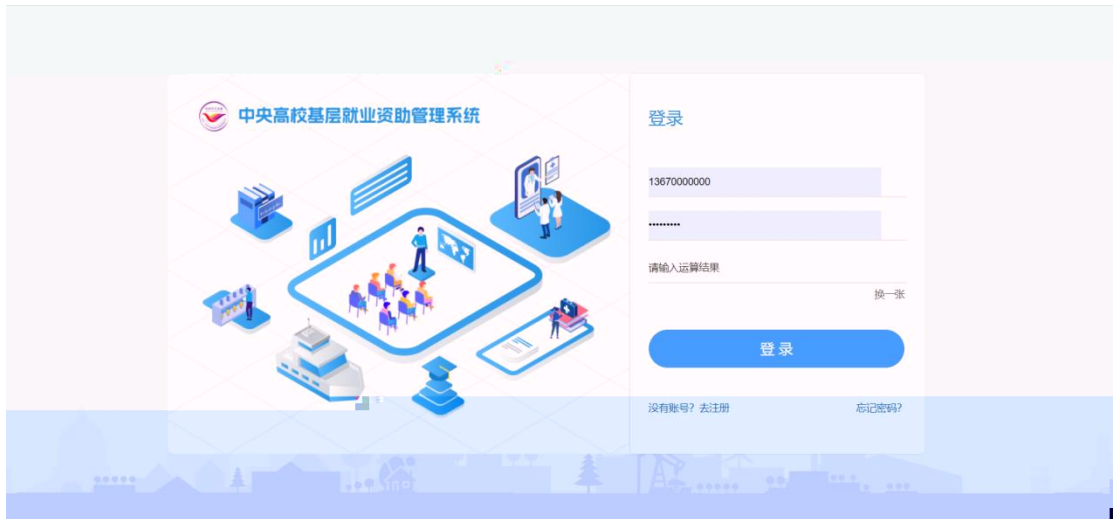 中央高校基层就业资助管理系统
登录
13670000000
•••••••••
请输入运算结果
换一张
登录
没有账号? 去注册
忘记密码?